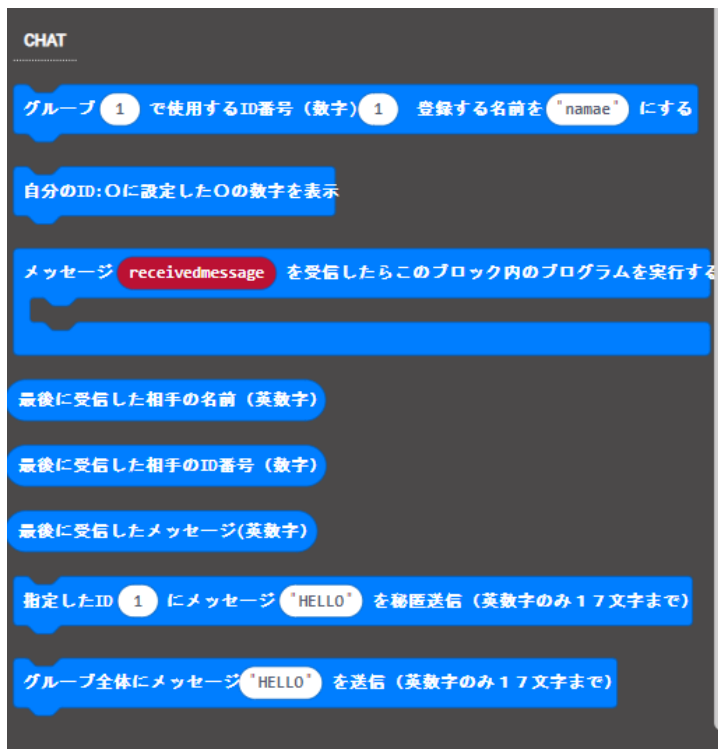 CHAT
グループ 1 で使用するID番号（数字）1 登録する名前を "namae" にする
自分のID:〇に設定した〇の数字を表示
メッセージ receivedmessage を受信したらこのブロック内のプログラムを実行する
最後に受信した相手の名前（英数字）
最後に受信した相手のID番号（数字）
最後に受信したメッセージ(英数字)
指定したID 1 にメッセージ "HELLO" を秘匿送信（英数字のみ１７文字まで）
グループ全体にメッセージ "HELLO" を送信（英数字のみ１７文字まで）